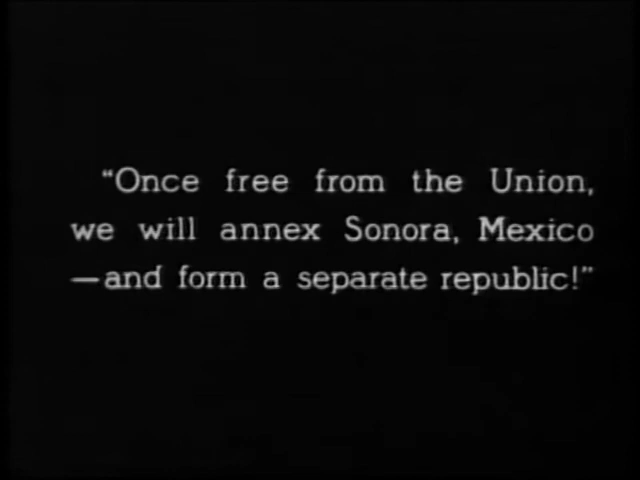 “Once free from the Union,
we will annex Sonora, Mexico
—and form a separate republic!”